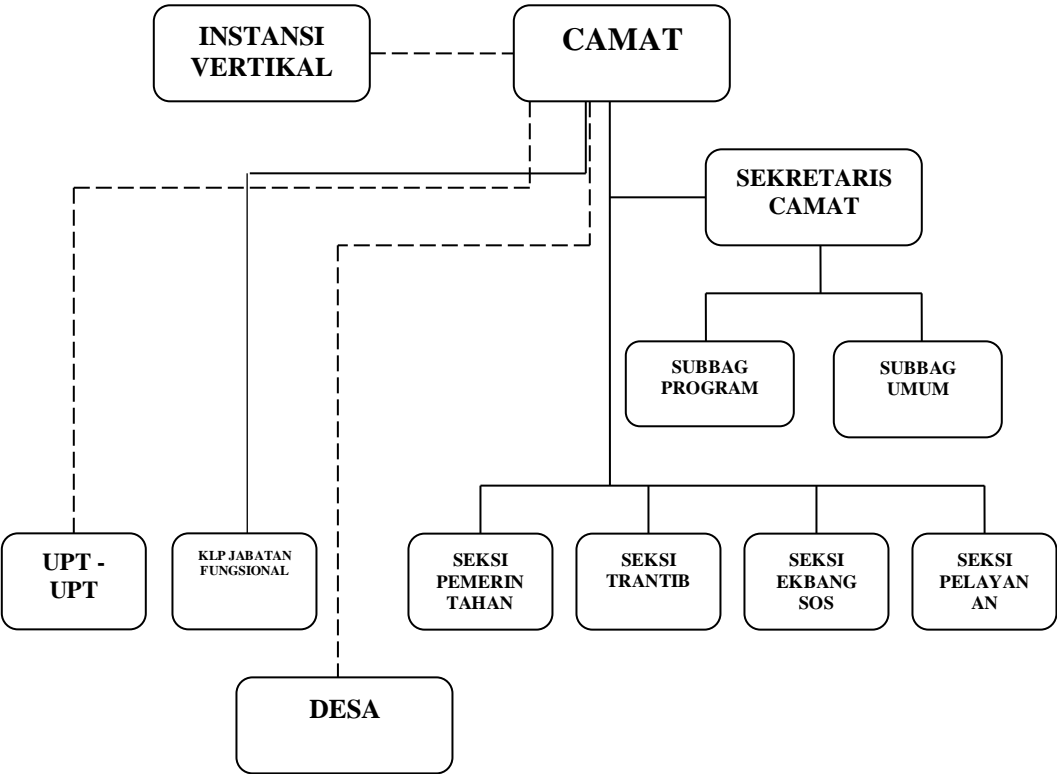 INSTANSI
VERTIKAL
CAMAT
SEKRETARIS
CAMAT
SUBBAG
PROGRAM
SUBBAG
UMUM
UPT -
UPT
KLP JABATAN
FUNGSIONAL
SEKSI
PEMERIN
TAHAN
SEKSI
TRANTIB
SEKSI
EKBANG
SOS
SEKSI
PELAYAN
AN
DESA